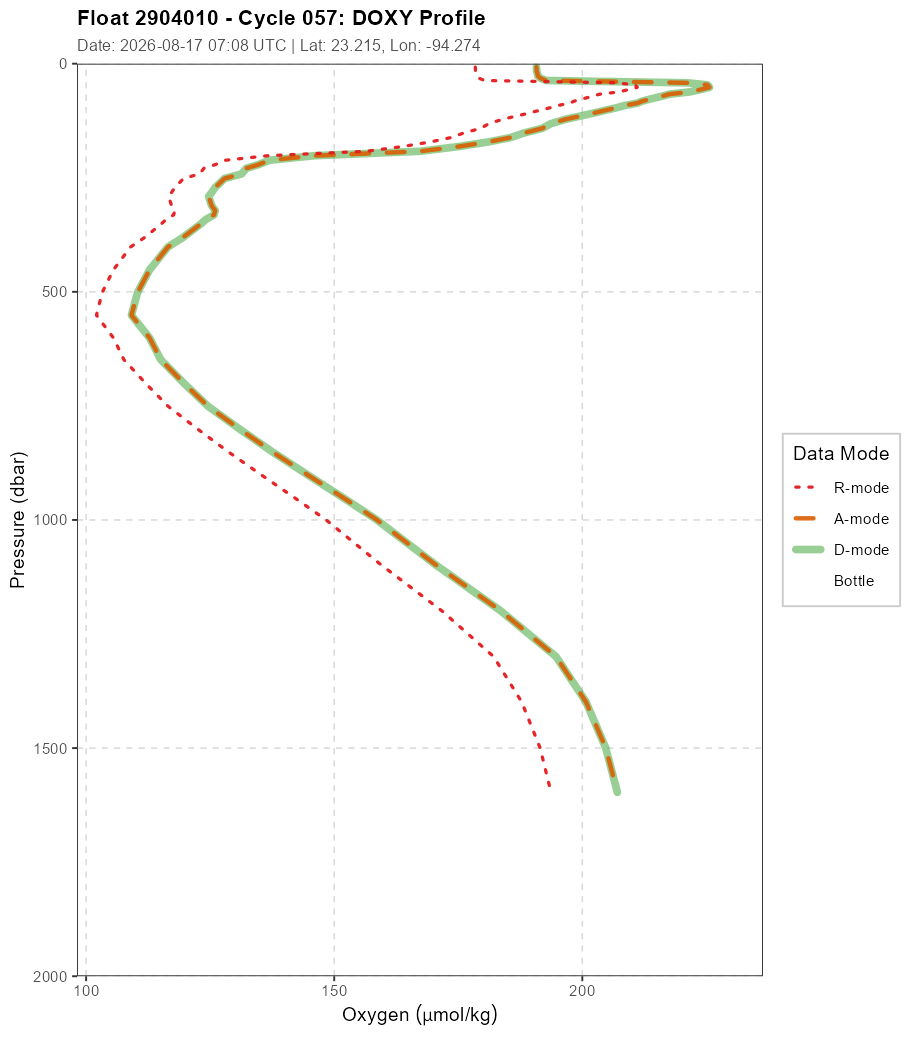 Float 2904010 - Cycle 057: DOXY Profile
Date: 2026-08-17 07:08 UTC | Lat: 23.215, Lon: -94.274
0
500
1000
1500
2000
Pressure (dbar)
100
150
200
Oxygen (μmol/kg)
Data Mode
R-mode
A-mode
D-mode
Bottle